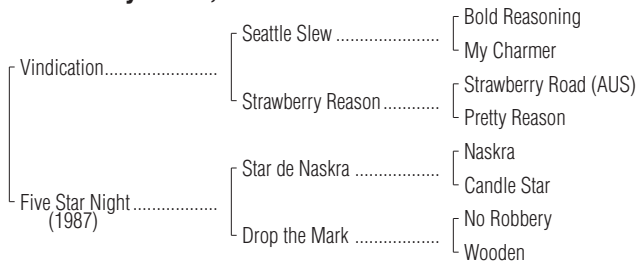 Bold Reasoning
Seattle Slew ....................
My Charmer
Vindication......................
Strawberry Road (AUS)
Strawberry Reason...........
Pretty Reason
Naskra
Star de Naskra .................
Candle Star
Five Star Night.................
(1987)
No Robbery
Drop the Mark .................
Wooden